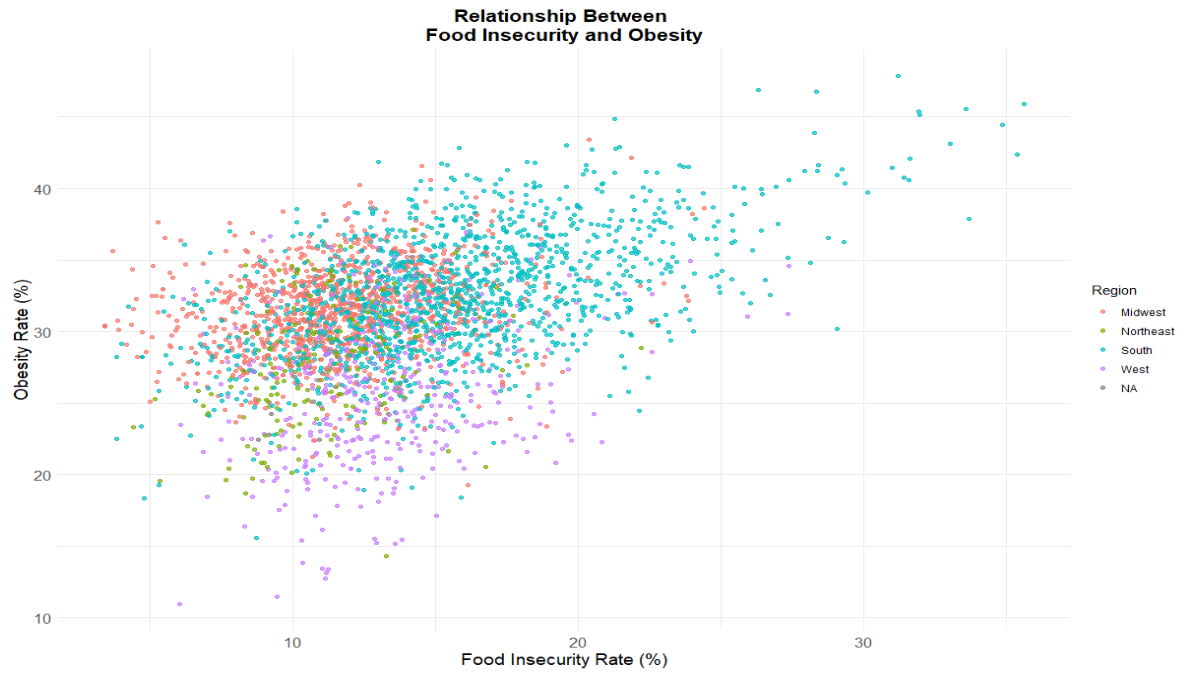 Relationship Between
Food Insecurity and Obesity
Obesity Rate (%)
40
30
20
10
10
20
30
Food Insecurity Rate (%)
Region
Midwest
Northeast
South
West
NA